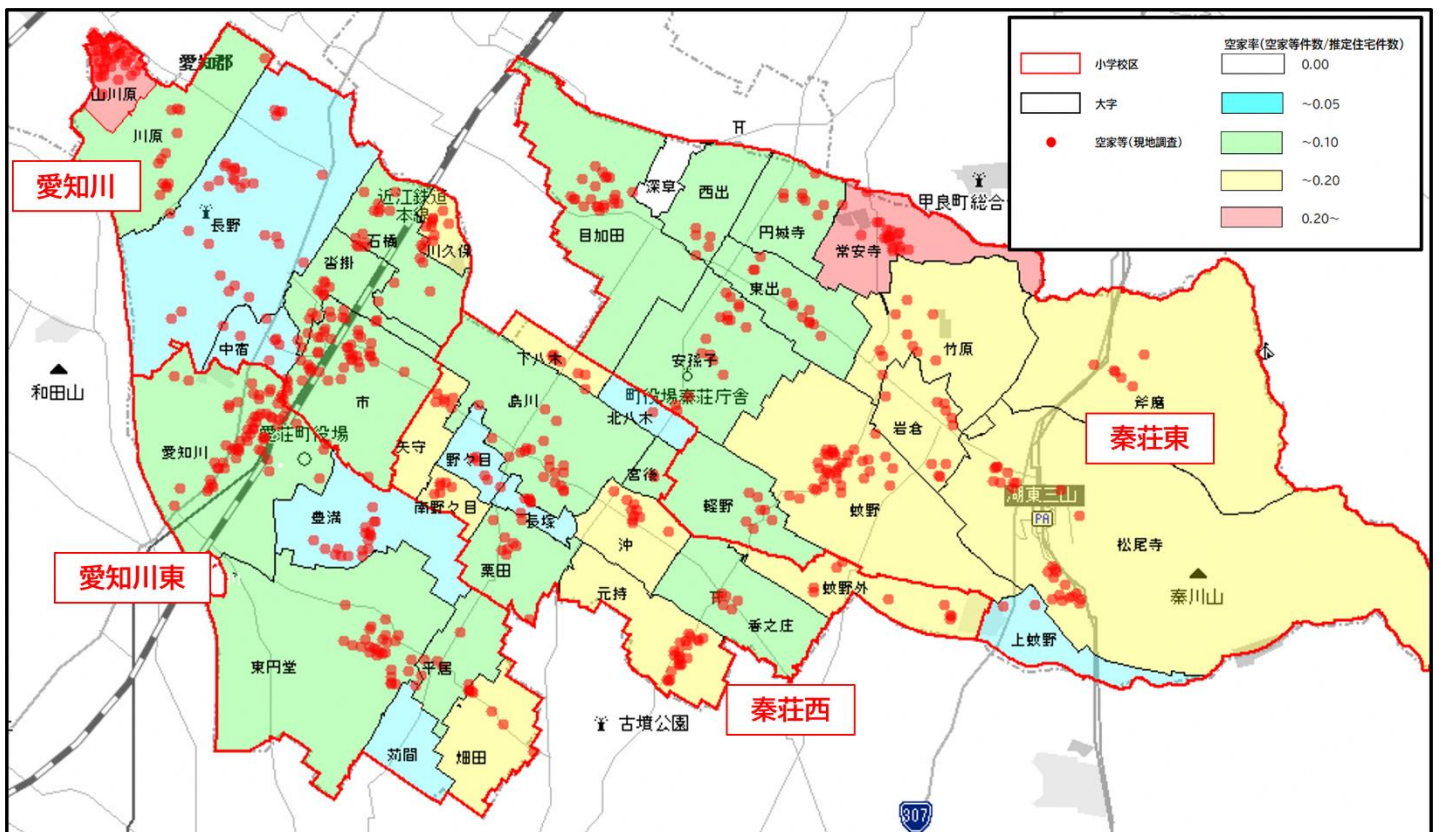 空家率(空家等件数/推定住宅件数)
小学校区
0.00
大字
~0.05
空家等(現地調査)
~0.10
~0.20
0.20~
愛知郡
山川原
川原
愛知川
長野
近江鉄道
本線
石橋
川久保
沓掛
中宿
和田山
市
愛知川
愛荘町役場
豊満
愛知川東
東円堂
平居
苅間
畑田
深草
西出
目加田
円城寺
甲良町総合
常安寺
東出
竹原
安孫子
町役場秦荘庁舎
下八木
北八木
島川
矢守
野々目
宮後
南野々目
長塚
栗田
沖
元持
軽野
蚊野
岩倉
斧磨
秦荘東
湖東三山
PA
松尾寺
秦川山
蚊野外
上蚊野
香之庄
秦荘西
古墳公園
307